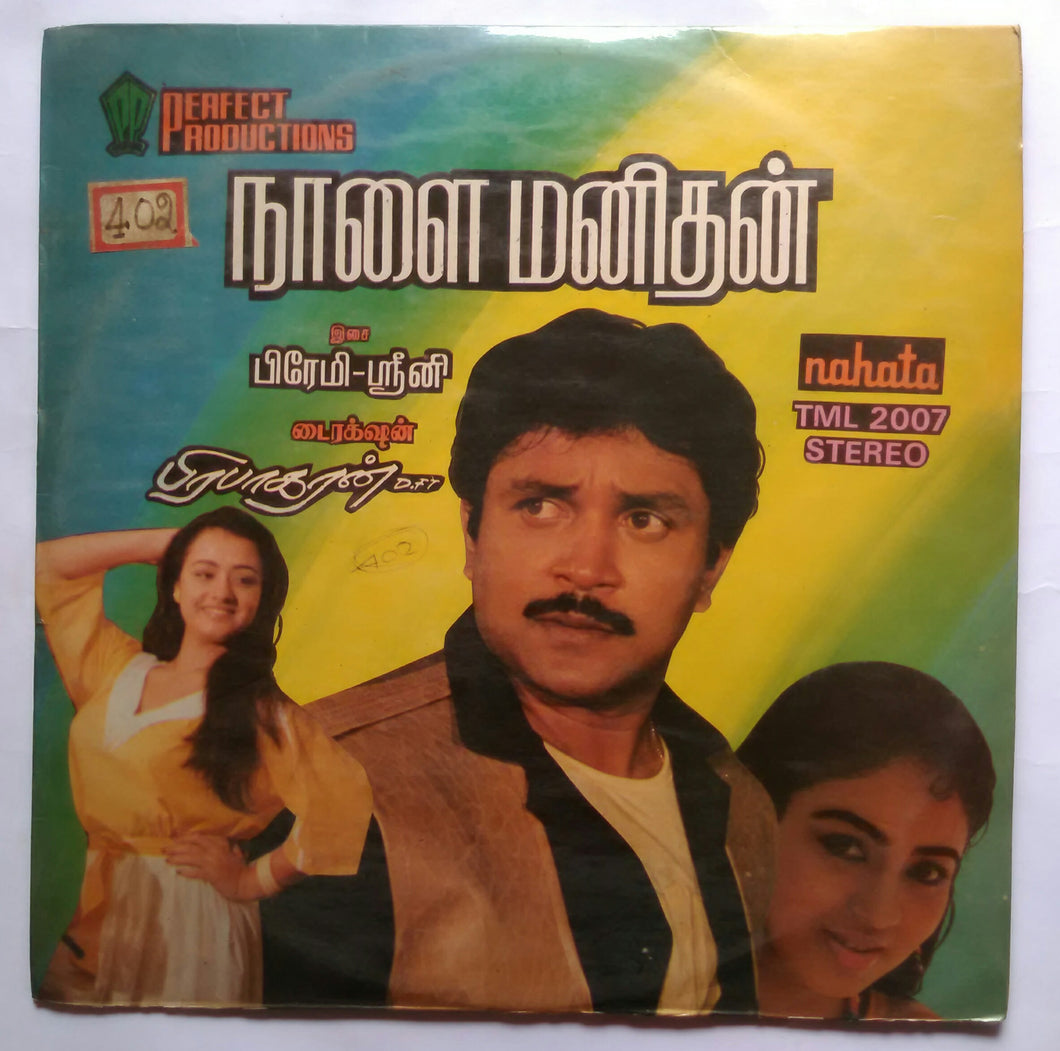 PERFECT
PRODUCTIONS
402
நாளை மனிதன்
இசை
பிரேமி-ஸ்ரீனி
டைரக்‌ஷன்
பிரபாகரன் D.F.T
402
nahata
TML 2007
STEREO